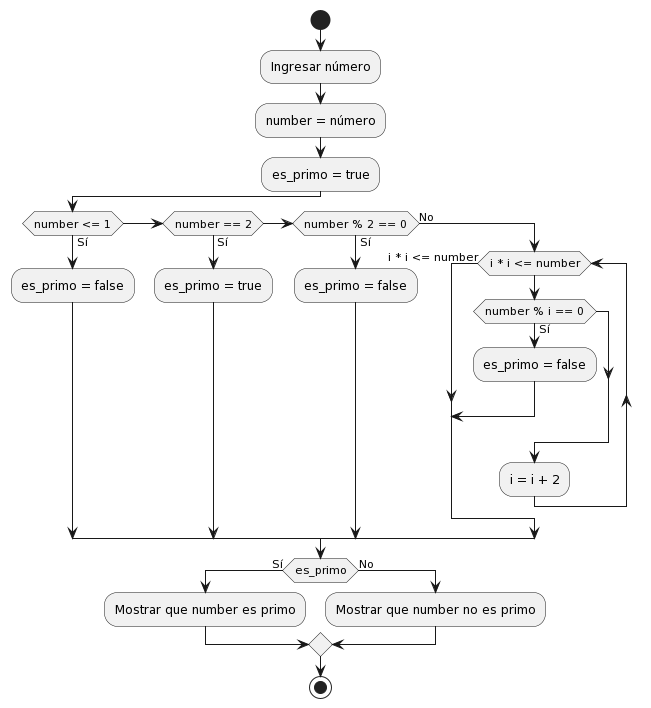 Ingresar número
number = número
es_primo = true
number <= 1
number == 2
number % 2 == 0
No
Sí
Sí
Sí
es_primo = false
es_primo = true
es_primo = false
i * i <= number
i * i <= number
number % i == 0
Sí
es_primo = false
i = i + 2
Sí
es_primo
No
Mostrar que number es primo
Mostrar que number no es primo